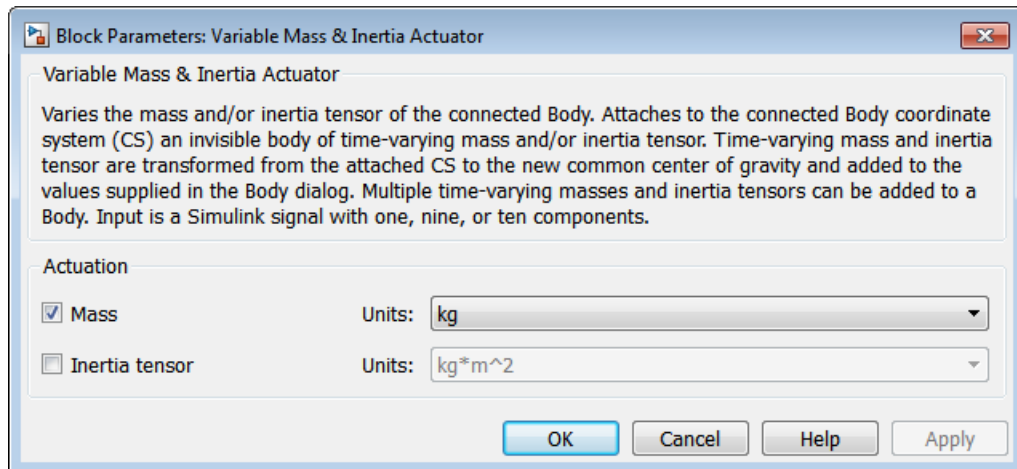 Block Parameters: Variable Mass & Inertia Actuator
Variable Mass & Inertia Actuator
Varies the mass and/or inertia tensor of the connected Body. Attaches to the connected Body coordinate
system (CS) an invisible body of time-varying mass and/or inertia tensor. Time-varying mass and inertia
tensor are transformed from the attached CS to the new common center of gravity and added to the
values supplied in the Body dialog. Multiple time-varying masses and inertia tensors can be added to a
Body. Input is a Simulink signal with one, nine, or ten components.
Actuation
Mass Units: kg
Inertia tensor Units: kg*m^2
OK Cancel Help Apply